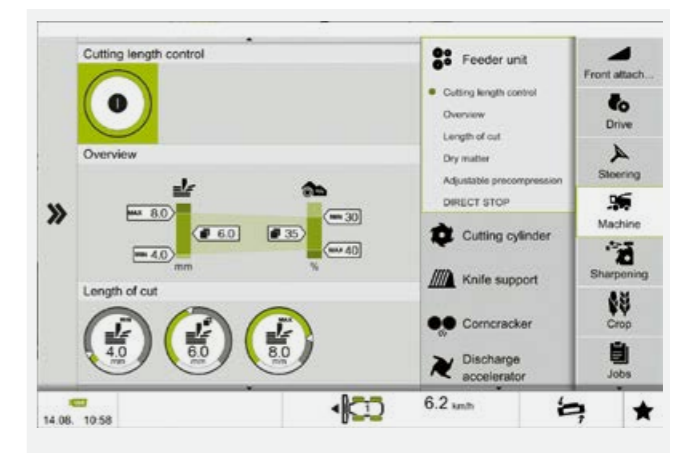 Cutting length control
Overview
MAX 8.0
MIN 4.0
6.0
mm
35
MIN 30
MAX 40
%
Length of cut
MIN
4.0
mm
6.0
mm
MAX
8.0
mm
Feeder unit
Cutting length control
Overview
Length of cut
Dry matter
Adjustable precompression
DIRECT STOP
Cutting cylinder
Knife support
Corncracker
Discharge
accelerator
Front attach...
Drive
Steering
Machine
Sharpening
Crop
Jobs
14.08. 10:58
1
6.2 km/h